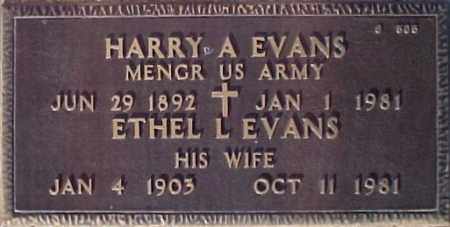 G 606
HARRY A EVANS
MENGR US ARMY
JUN 29 1892 JAN 1 1981
ETHEL L EVANS
HIS WIFE
JAN 4 1903 OCT 11 1981